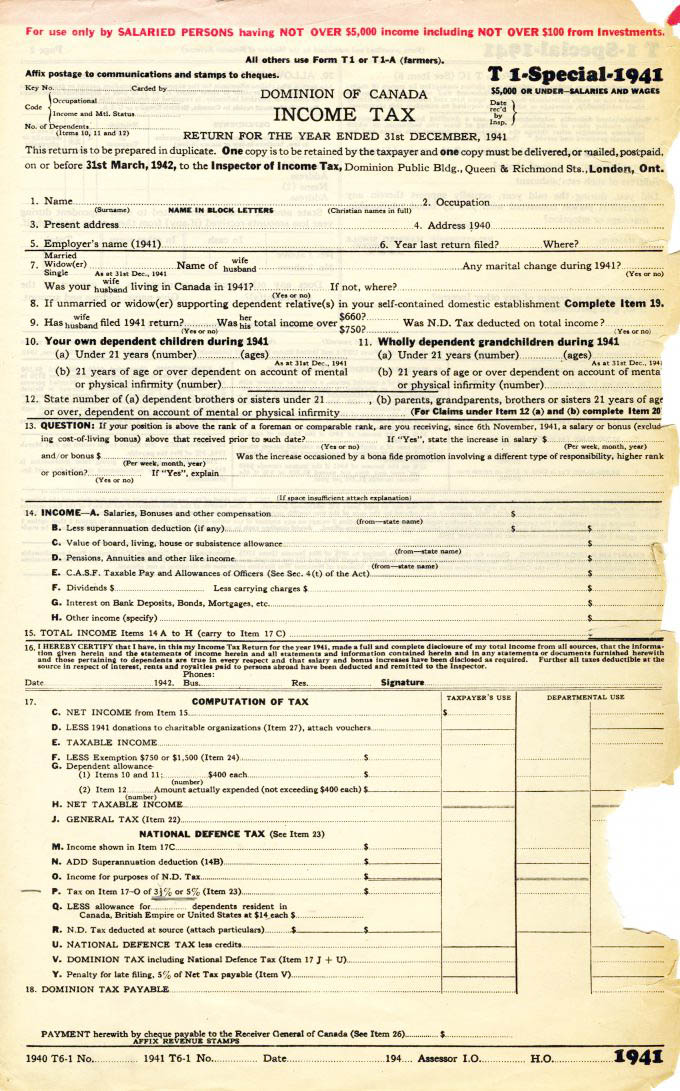 For use only by SALARIED PERSONS having NOT OVER $5,000 income including NOT OVER $100 from Investments.
All others use Form T1 or T1-A (farmers).
Affix postage to communications and stamps to cheques.
T 1-Special-1941
$5,000 OR UNDER—SALARIES AND WAGES
Key No. Carded by
Code { Occupational
Income and Mtl. Status
No. of Dependents
(Items 10, 11 and 12)
DOMINION OF CANADA
INCOME TAX
Date rec'd by Insp. }
RETURN FOR THE YEAR ENDED 31st DECEMBER, 1941
This return is to be prepared in duplicate. One copy is to be retained by the taxpayer and one copy must be delivered, or mailed, postpaid,
on or before 31st March, 1942, to the Inspector of Income Tax, Dominion Public Bldg., Queen & Richmond Sts., London, Ont.
1. Name 2. Occupation
(Surname) NAME IN BLOCK LETTERS (Christian names in full)
3. Present address 4. Address 1940
5. Employer's name (1941) 6. Year last return filed? Where?
7. Married Widow(er) Single As at 31st Dec., 1941 Name of wife husband Any marital change during 1941? (Yes or no)
Was your wife husband living in Canada in 1941? (Yes or no) If not, where?
8. If unmarried or widow(er) supporting dependent relative(s) in your self-contained domestic establishment Complete Item 19.
9. Has wife husband filed 1941 return? (Yes or no) Was her his total income over $660? $750? Was N.D. Tax deducted on total income? (Yes or no)
10. Your own dependent children during 1941
(a) Under 21 years (number) (ages)
As at 31st Dec., 1941
(b) 21 years of age or over dependent on account of mental
or physical infirmity (number)
11. Wholly dependent grandchildren during 1941
(a) Under 21 years (number) (ages)
As at 31st Dec., 1941
(b) 21 years of age or over dependent on account of menta
or physical infirmity (number)
12. State number of (a) dependent brothers or sisters under 21 , (b) parents, grandparents, brothers or sisters 21 years of age
or over, dependent on account of mental or physical infirmity (For Claims under Item 12 (a) and (b) complete Item 20
13. QUESTION: If your position is above the rank of a foreman or comparable rank, are you receiving, since 6th November, 1941, a salary or bonus (exclud-
ing cost-of-living bonus) above that received prior to such date? (Yes or no) If "Yes", state the increase in salary $ (Per week, month, year)
and/or bonus $ (Per week, month, year) Was the increase occasioned by a bona fide promotion involving a different type of responsibility, higher rank
or position? (Yes or no) If "Yes", explain
(If space insufficient attach explanation)
14. INCOME—A. Salaries, Bonuses and other compensation $
(from—state name)
B. Less superannuation deduction (if any) $ $
C. Value of board, living, house or subsistence allowance $
(from—state name)
D. Pensions, Annuities and other like income $
(from—state name)
E. C.A.S.F. Taxable Pay and Allowances of Officers (See Sec. 4(t) of the Act) $
F. Dividends $ Less carrying charges $ $
G. Interest on Bank Deposits, Bonds, Mortgages, etc. $
H. Other income (specify) $
15. TOTAL INCOME Items 14 A to H (carry to Item 17 C) $
16. I HEREBY CERTIFY that I have, in this my Income Tax Return for the year 1941, made a full and complete disclosure of my total income from all sources, that the informa-
tion given herein and the statements of income herein and all statements and information contained herein and in any statements or documents furnished herewith
and those pertaining to dependents are true in every respect and that salary and bonus increases have been disclosed as required. Further all taxes deductible at the
source in respect of interest, rents and royalties paid to persons abroad have been deducted and remitted to the Inspector.
Date 1942. Phones: Bus. Res. Signature
17. COMPUTATION OF TAX TAXPAYER'S USE DEPARTMENTAL USE
C. NET INCOME from Item 15 $
D. LESS 1941 donations to charitable organizations (Item 27), attach vouchers
E. TAXABLE INCOME
F. LESS Exemption $750 or $1,500 (Item 24) $
G. Dependent allowance
(1) Items 10 and 11; $400 each $
(number)
(2) Item 12 Amount actually expended (not exceeding $400 each) $
(number)
H. NET TAXABLE INCOME
J. GENERAL TAX (Item 22)
NATIONAL DEFENCE TAX (See Item 23)
M. Income shown in Item 17C $
N. ADD Superannuation deduction (14B) $
O. Income for purposes of N.D. Tax $
P. Tax on Item 17-O of 3½% or 5% (Item 23) $
Q. LESS allowance for dependents resident in
Canada, British Empire or United States at $14 each $
R. N.D. Tax deducted at source (attach particulars) $ $
U. NATIONAL DEFENCE TAX less credits
V. DOMINION TAX including National Defence Tax (Item 17 J + U)
Y. Penalty for late filing, 5% of Net Tax payable (Item V)
18. DOMINION TAX PAYABLE
PAYMENT herewith by cheque payable to the Receiver General of Canada (See Item 26) $
AFFIX REVENUE STAMPS
1940 T6-1 No. 1941 T6-1 No. Date 194 Assessor I.O. H.O. 1941